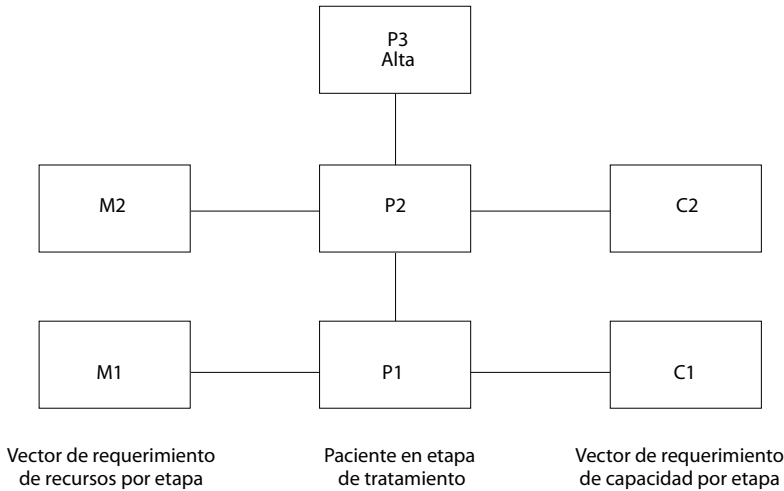 P3
Alta
M2
P2
C2
M1
P1
C1
Vector de requerimiento
de recursos por etapa
Paciente en etapa
de tratamiento
Vector de requerimiento
de capacidad por etapa